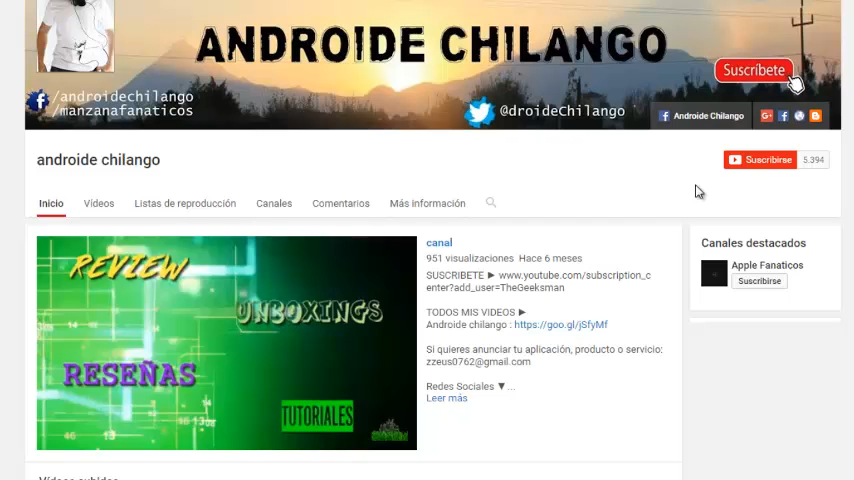 ANDROIDE CHILANGO
Suscríbete
/androidechilango
/manzanafanaticos
@droideChilango
Androide Chilango
androide chilango
Suscribirse 5.394
Inicio Vídeos Listas de reproducción Canales Comentarios Más información
REVIEW
UNBOXINGS
RESEÑAS
TUTORIALES
canal
951 visualizaciones Hace 6 meses
SUSCRIBETE ► www.youtube.com/subscription_c
enter?add_user=TheGeeksman
TODOS MIS VIDEOS ►
Androide chilango : https://goo.gl/jSfyMf
Si quieres anunciar tu aplicación, producto o servicio:
zzeus0762@gmail.com
Redes Sociales ▼...
Leer más
Canales destacados
Apple Fanaticos
Suscribirse